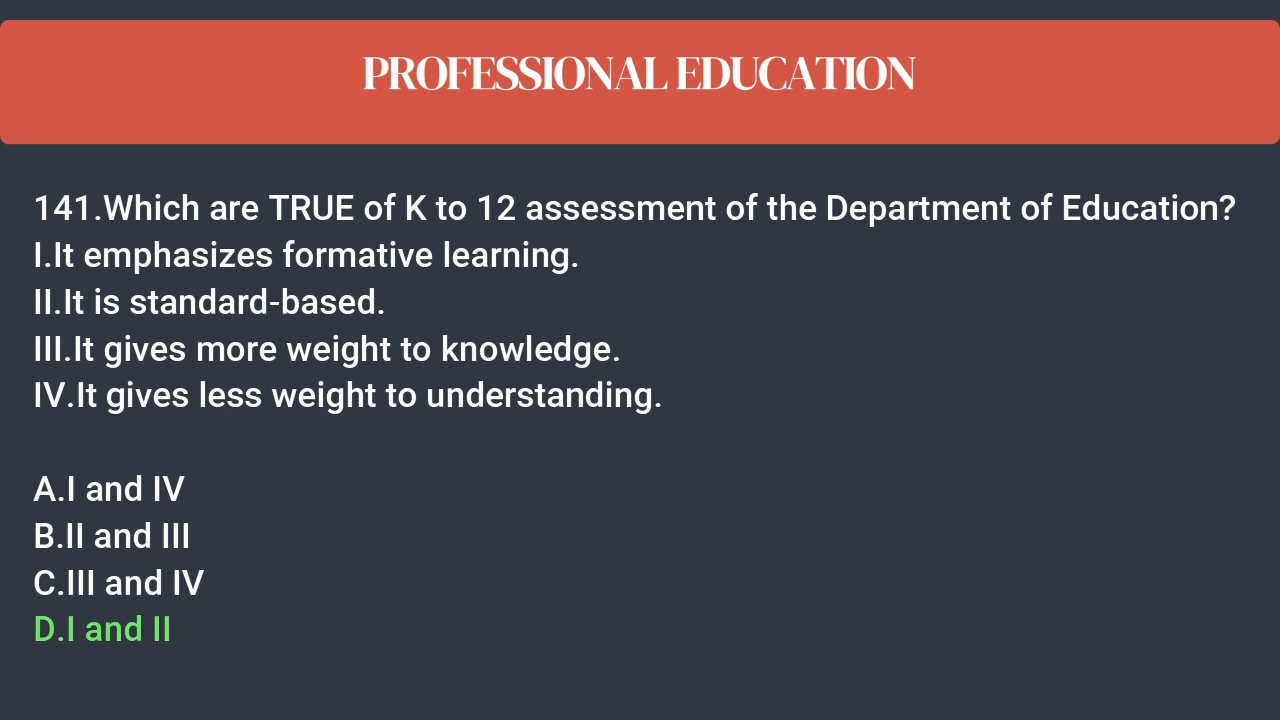 PROFESSIONAL EDUCATION
141.Which are TRUE of K to 12 assessment of the Department of Education?
I.It emphasizes formative learning.
II.It is standard-based.
III.It gives more weight to knowledge.
IV.It gives less weight to understanding.
A.I and IV
B.II and III
C.III and IV
D.I and II